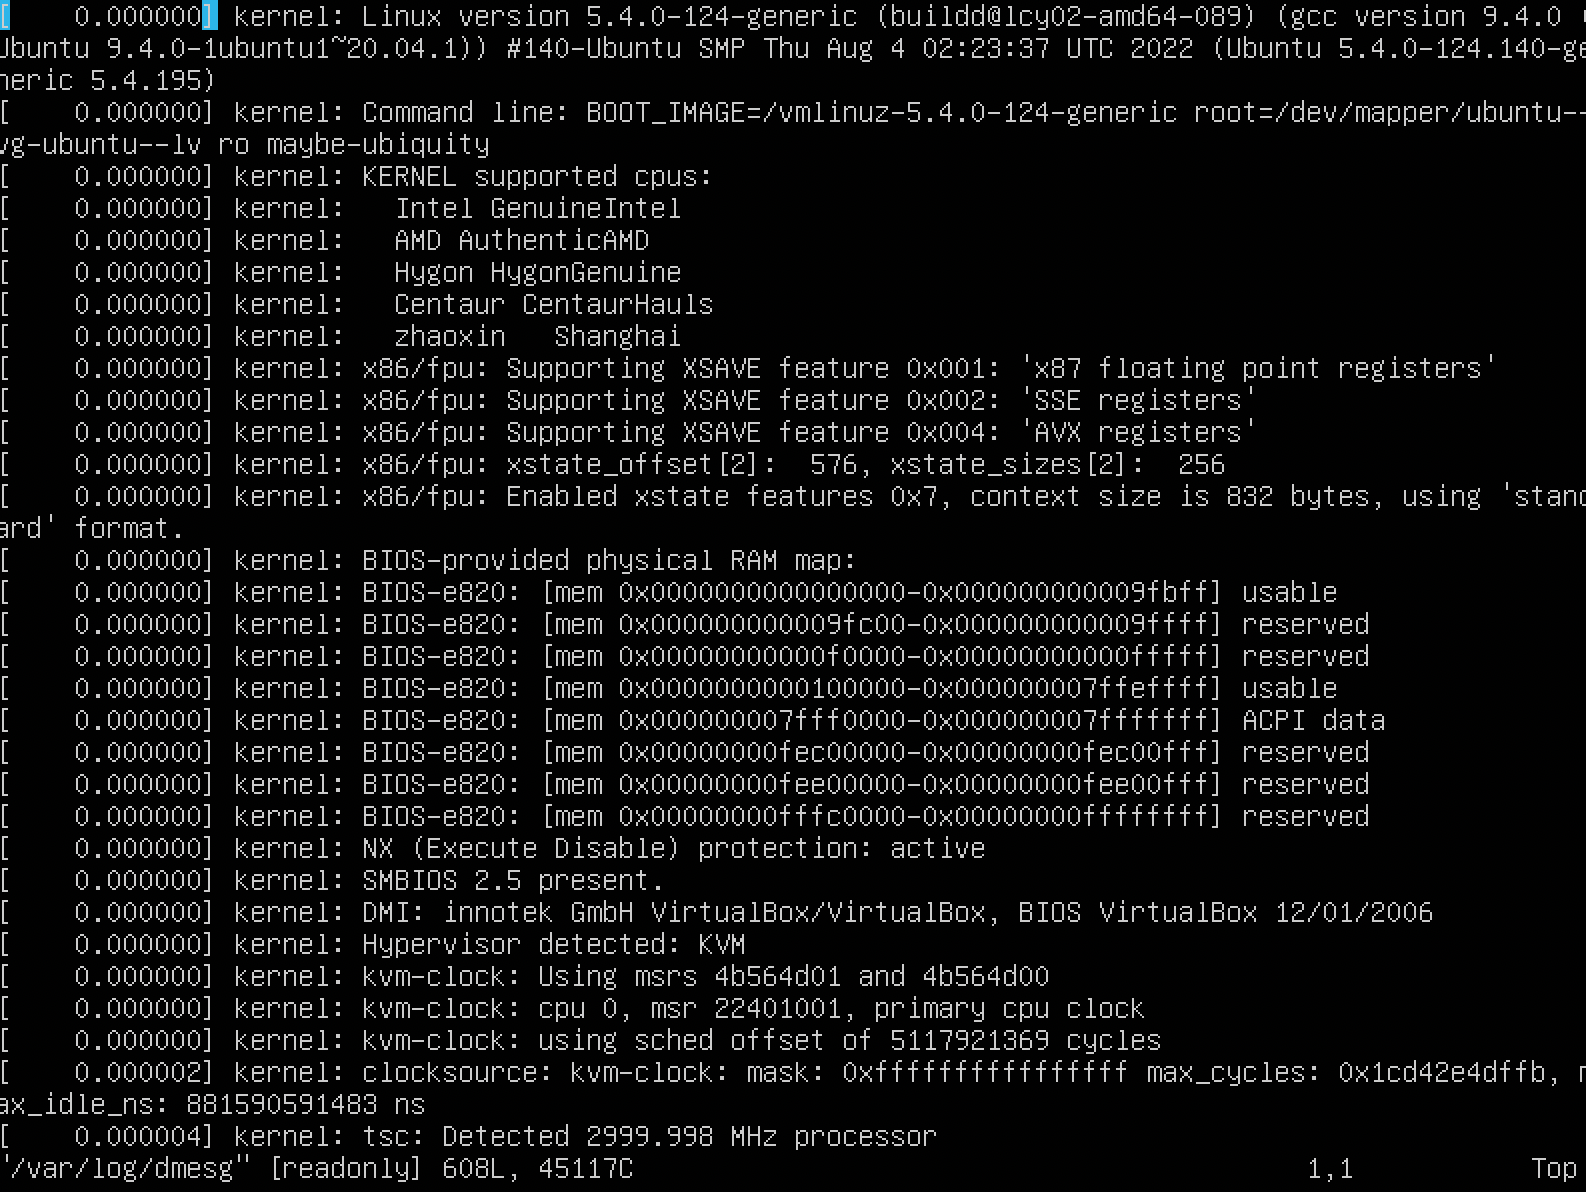 [    0.000000] kernel: Linux version 5.4.0-124-generic (buildd@lcy02-amd64-089) (gcc version 9.4.0 (
Ubuntu 9.4.0-1ubuntu1~20.04.1)) #140-Ubuntu SMP Thu Aug 4 02:23:37 UTC 2022 (Ubuntu 5.4.0-124.140-ge
neric 5.4.195)
[    0.000000] kernel: Command line: BOOT_IMAGE=/vmlinuz-5.4.0-124-generic root=/dev/mapper/ubuntu--
vg-ubuntu--lv ro maybe-ubiquity
[    0.000000] kernel: KERNEL supported cpus:
[    0.000000] kernel:   Intel GenuineIntel
[    0.000000] kernel:   AMD AuthenticAMD
[    0.000000] kernel:   Hygon HygonGenuine
[    0.000000] kernel:   Centaur CentaurHauls
[    0.000000] kernel:   zhaoxin   Shanghai
[    0.000000] kernel: x86/fpu: Supporting XSAVE feature 0x001: 'x87 floating point registers'
[    0.000000] kernel: x86/fpu: Supporting XSAVE feature 0x002: 'SSE registers'
[    0.000000] kernel: x86/fpu: Supporting XSAVE feature 0x004: 'AVX registers'
[    0.000000] kernel: x86/fpu: xstate_offset[2]:  576, xstate_sizes[2]:  256
[    0.000000] kernel: x86/fpu: Enabled xstate features 0x7, context size is 832 bytes, using 'stand
ard' format.
[    0.000000] kernel: BIOS-provided physical RAM map:
[    0.000000] kernel: BIOS-e820: [mem 0x0000000000000000-0x000000000009fbff] usable
[    0.000000] kernel: BIOS-e820: [mem 0x000000000009fc00-0x000000000009ffff] reserved
[    0.000000] kernel: BIOS-e820: [mem 0x00000000000f0000-0x00000000000fffff] reserved
[    0.000000] kernel: BIOS-e820: [mem 0x0000000000100000-0x000000007ffeffff] usable
[    0.000000] kernel: BIOS-e820: [mem 0x000000007fff0000-0x000000007fffffff] ACPI data
[    0.000000] kernel: BIOS-e820: [mem 0x00000000fec00000-0x00000000fec00fff] reserved
[    0.000000] kernel: BIOS-e820: [mem 0x00000000fee00000-0x00000000fee00fff] reserved
[    0.000000] kernel: BIOS-e820: [mem 0x00000000fffc0000-0x00000000ffffffff] reserved
[    0.000000] kernel: NX (Execute Disable) protection: active
[    0.000000] kernel: SMBIOS 2.5 present.
[    0.000000] kernel: DMI: innotek GmbH VirtualBox/VirtualBox, BIOS VirtualBox 12/01/2006
[    0.000000] kernel: Hypervisor detected: KVM
[    0.000000] kernel: kvm-clock: Using msrs 4b564d01 and 4b564d00
[    0.000000] kernel: kvm-clock: cpu 0, msr 22401001, primary cpu clock
[    0.000000] kernel: kvm-clock: using sched offset of 5117921369 cycles
[    0.000002] kernel: clocksource: kvm-clock: mask: 0xffffffffffffffff max_cycles: 0x1cd42e4dffb, m
ax_idle_ns: 881590591483 ns
[    0.000004] kernel: tsc: Detected 2999.998 MHz processor
"/var/log/dmesg" [readonly] 608L, 45117C                                          1,1           Top